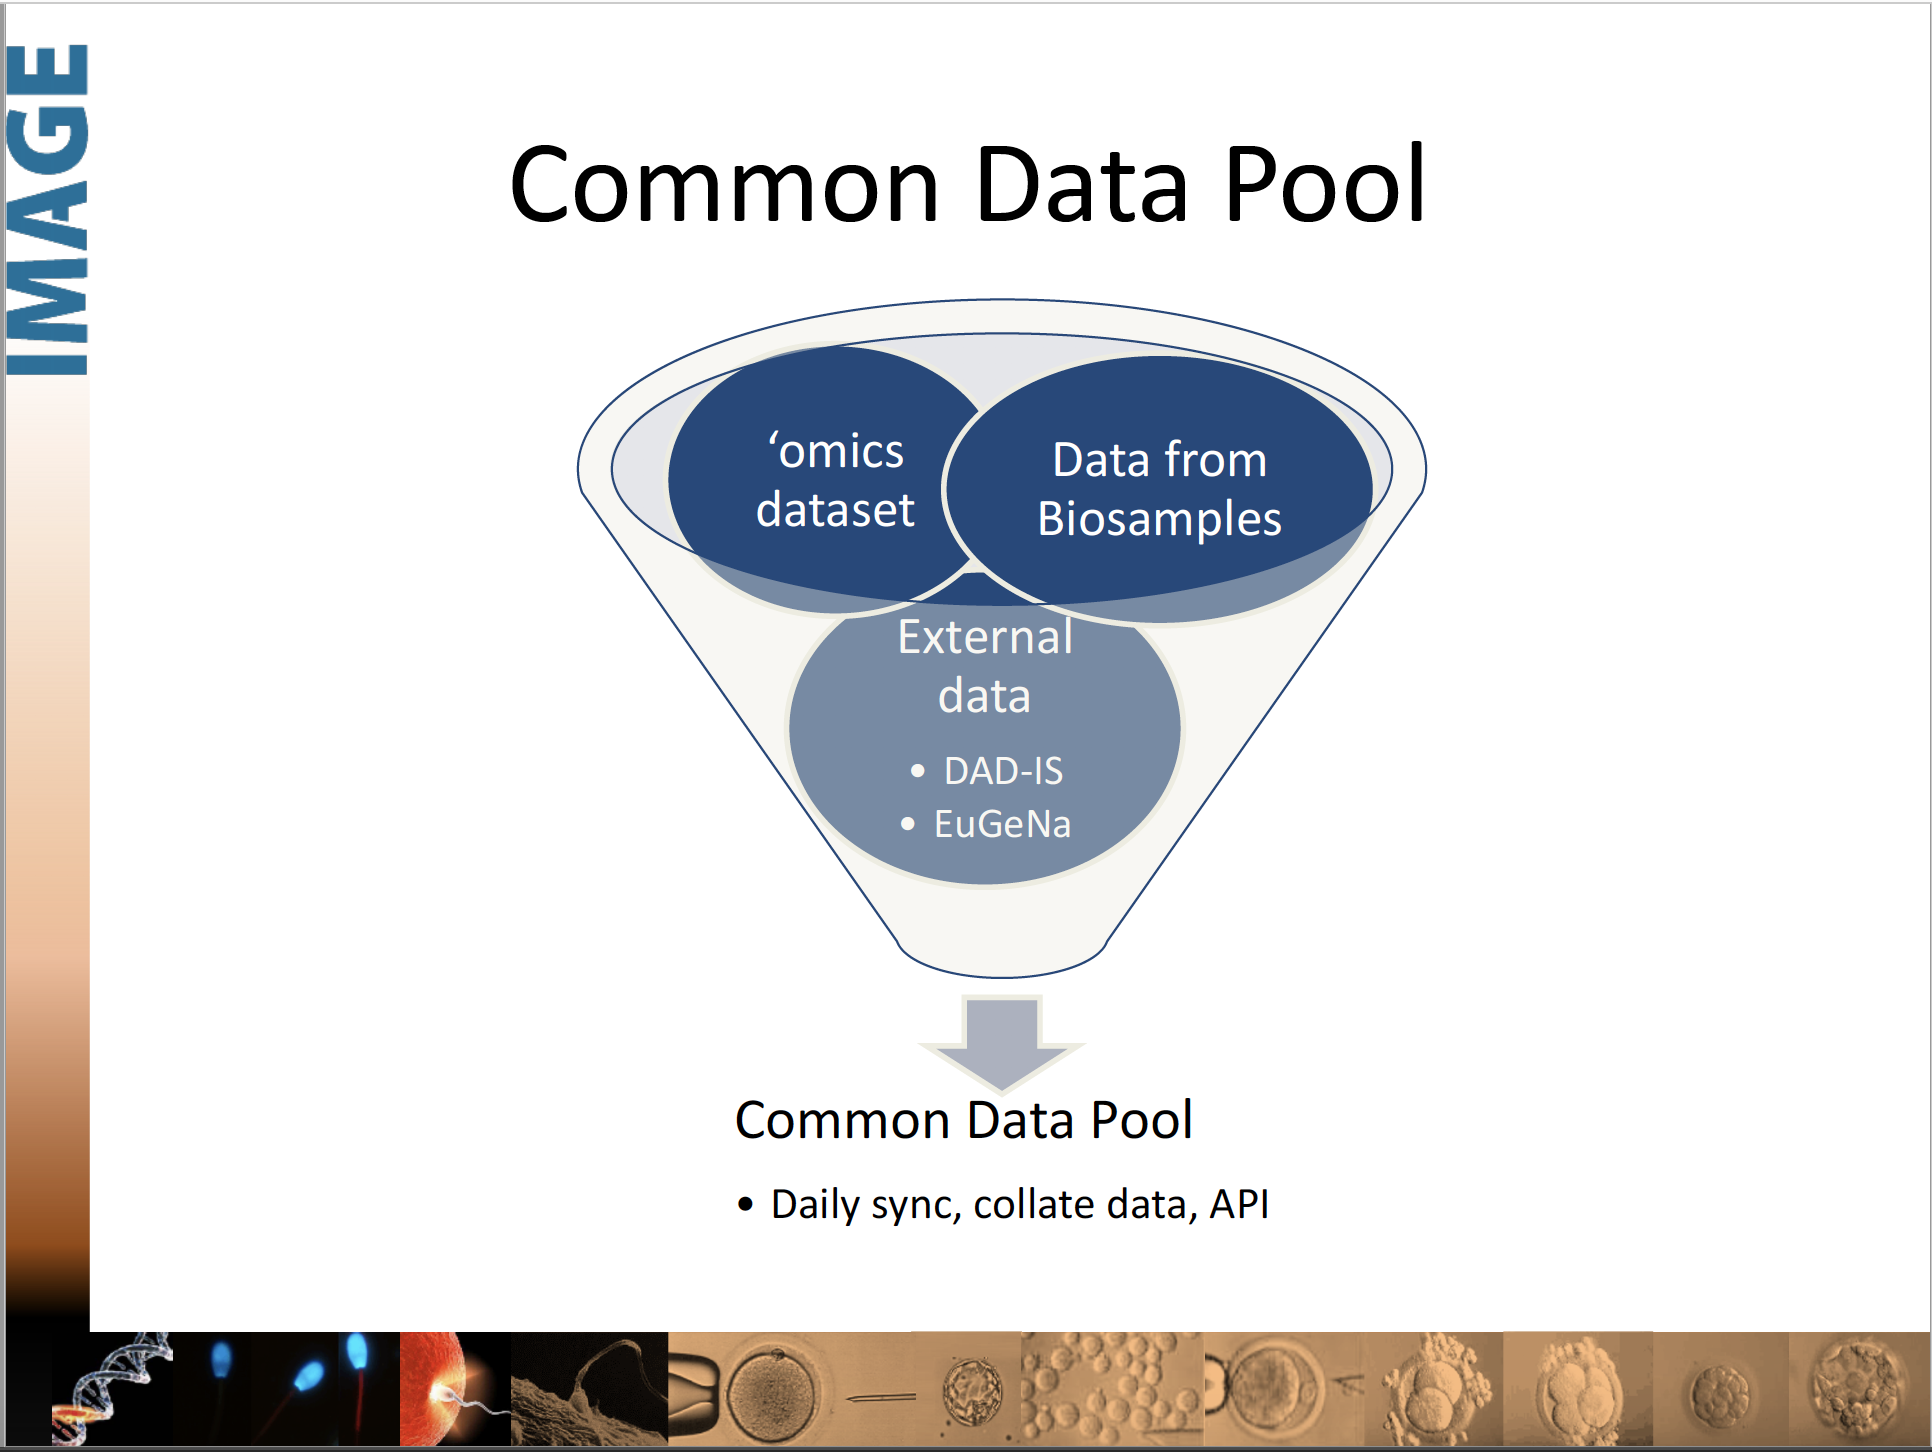 IMAGE
Common Data Pool
‘omics
dataset
Data from
Biosamples
External
data
• DAD-IS
• EuGeNa
Common Data Pool
• Daily sync, collate data, API